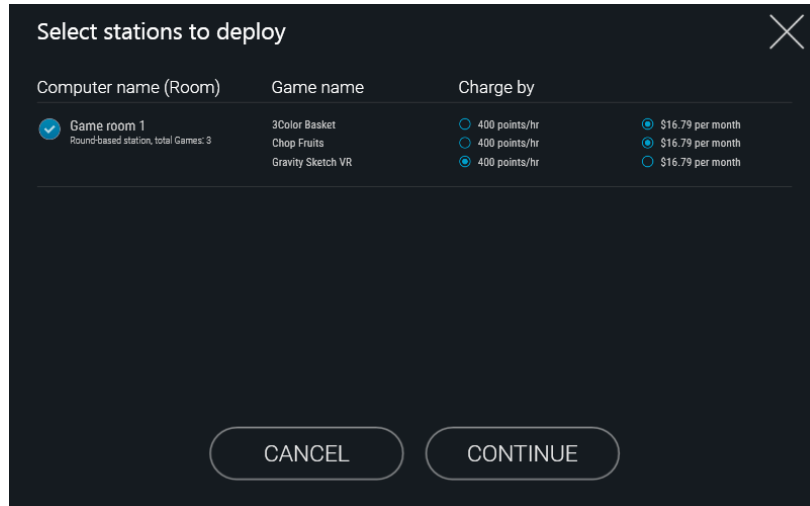 Select stations to deploy
Computer name (Room) Game name Charge by
Game room 1 3Color Basket 400 points/hr $16.79 per month
Round-based station, total Games: 3 Chop Fruits 400 points/hr $16.79 per month
Gravity Sketch VR 400 points/hr $16.79 per month
CANCEL CONTINUE